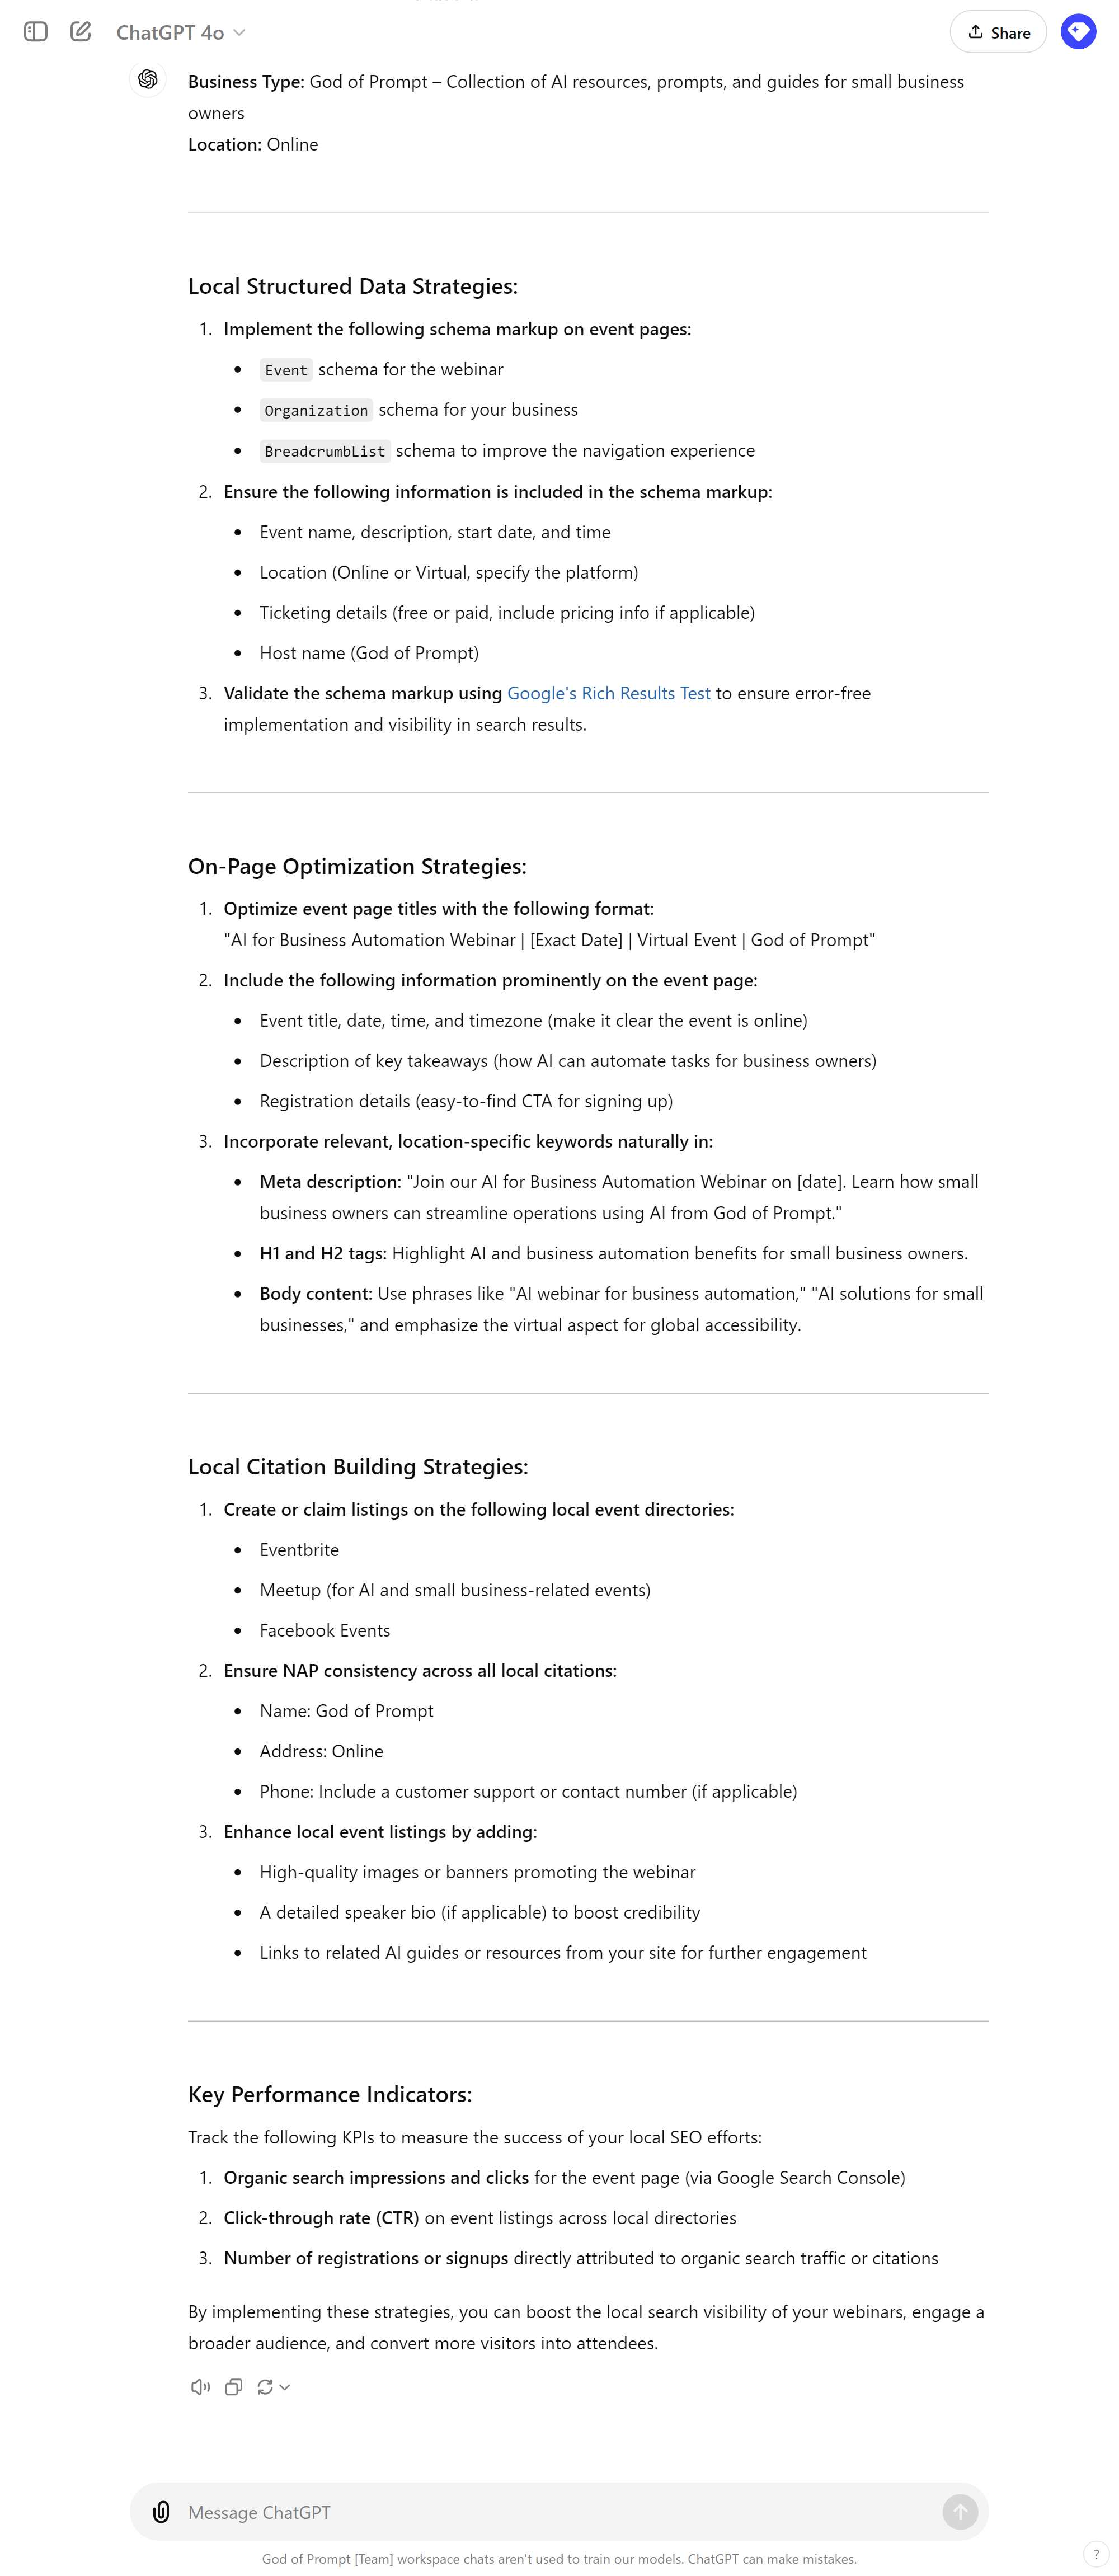 ChatGPT 4o
Share
Business Type: God of Prompt – Collection of AI resources, prompts, and guides for small business
owners
Location: Online
Local Structured Data Strategies:
1. Implement the following schema markup on event pages:
• Event schema for the webinar
• Organization schema for your business
• BreadcrumbList schema to improve the navigation experience
2. Ensure the following information is included in the schema markup:
• Event name, description, start date, and time
• Location (Online or Virtual, specify the platform)
• Ticketing details (free or paid, include pricing info if applicable)
• Host name (God of Prompt)
3. Validate the schema markup using Google's Rich Results Test to ensure error-free
implementation and visibility in search results.
On-Page Optimization Strategies:
1. Optimize event page titles with the following format:
"AI for Business Automation Webinar | [Exact Date] | Virtual Event | God of Prompt"
2. Include the following information prominently on the event page:
• Event title, date, time, and timezone (make it clear the event is online)
• Description of key takeaways (how AI can automate tasks for business owners)
• Registration details (easy-to-find CTA for signing up)
3. Incorporate relevant, location-specific keywords naturally in:
• Meta description: "Join our AI for Business Automation Webinar on [date]. Learn how small
business owners can streamline operations using AI from God of Prompt."
• H1 and H2 tags: Highlight AI and business automation benefits for small business owners.
• Body content: Use phrases like "AI webinar for business automation," "AI solutions for small
businesses," and emphasize the virtual aspect for global accessibility.
Local Citation Building Strategies:
1. Create or claim listings on the following local event directories:
• Eventbrite
• Meetup (for AI and small business-related events)
• Facebook Events
2. Ensure NAP consistency across all local citations:
• Name: God of Prompt
• Address: Online
• Phone: Include a customer support or contact number (if applicable)
3. Enhance local event listings by adding:
• High-quality images or banners promoting the webinar
• A detailed speaker bio (if applicable) to boost credibility
• Links to related AI guides or resources from your site for further engagement
Key Performance Indicators:
Track the following KPIs to measure the success of your local SEO efforts:
1. Organic search impressions and clicks for the event page (via Google Search Console)
2. Click-through rate (CTR) on event listings across local directories
3. Number of registrations or signups directly attributed to organic search traffic or citations
By implementing these strategies, you can boost the local search visibility of your webinars, engage a
broader audience, and convert more visitors into attendees.
Message ChatGPT
God of Prompt [Team] workspace chats aren't used to train our models. ChatGPT can make mistakes.
?